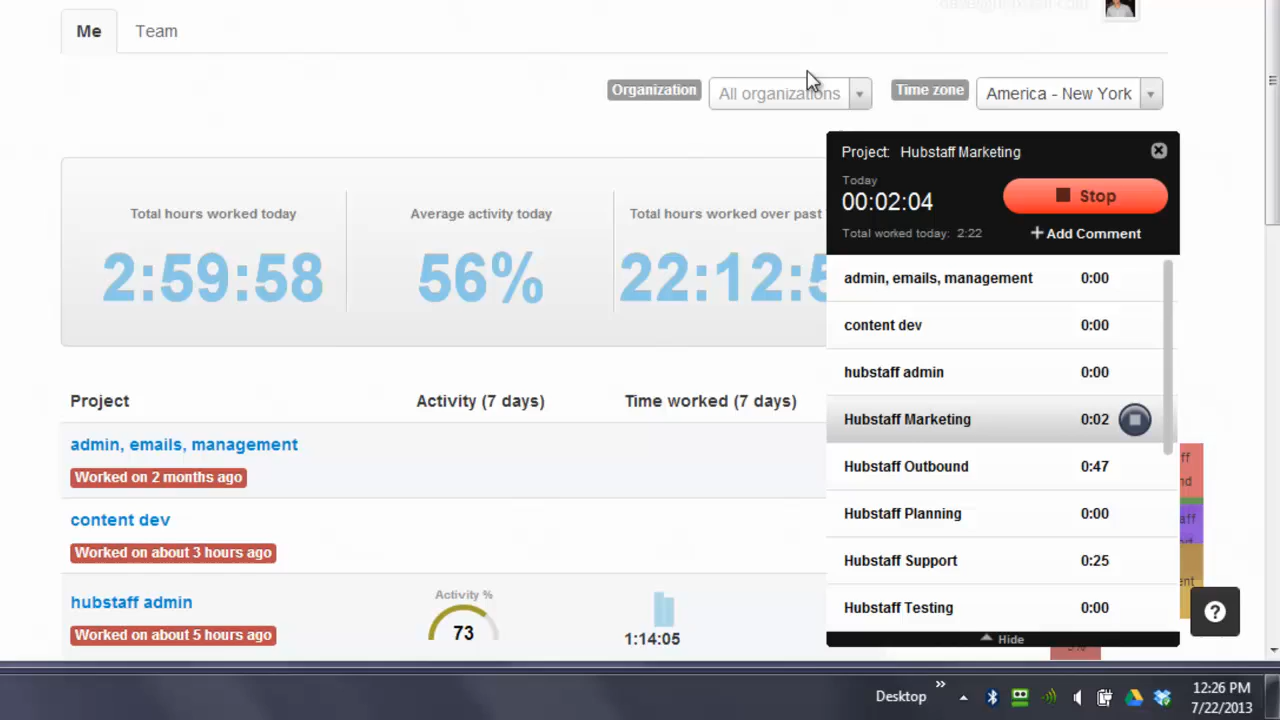 Me Team
Organization All organizations Time zone America - New York
Project: Hubstaff Marketing
Today
00:02:04
Stop
Total worked today: 2:22
+ Add Comment
Total hours worked today Average activity today Total hours worked over past
2:59:58 56% 22:12:5
admin, emails, management 0:00
content dev 0:00
hubstaff admin 0:00
Hubstaff Marketing 0:02
Hubstaff Outbound 0:47
Hubstaff Planning 0:00
Hubstaff Support 0:25
Hubstaff Testing 0:00
Hide
Project Activity (7 days) Time worked (7 days)
admin, emails, management
Worked on 2 months ago
content dev
Worked on about 3 hours ago
hubstaff admin
Worked on about 5 hours ago
Activity %
73
1:14:05
?
Desktop
12:26 PM
7/22/2013